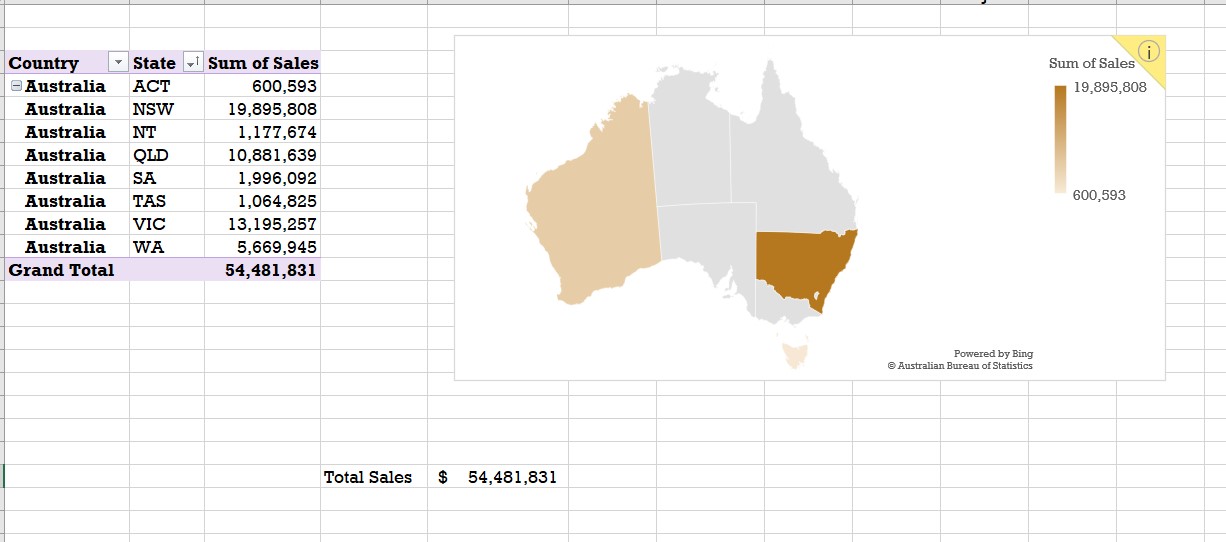 Country State Sum of Sales
Australia ACT 600,593
Australia NSW 19,895,808
Australia NT 1,177,674
Australia QLD 10,881,639
Australia SA 1,996,092
Australia TAS 1,064,825
Australia VIC 13,195,257
Australia WA 5,669,945
Grand Total 54,481,831
Sum of Sales
19,895,808
600,593
Powered by Bing
© Australian Bureau of Statistics
Total Sales $ 54,481,831